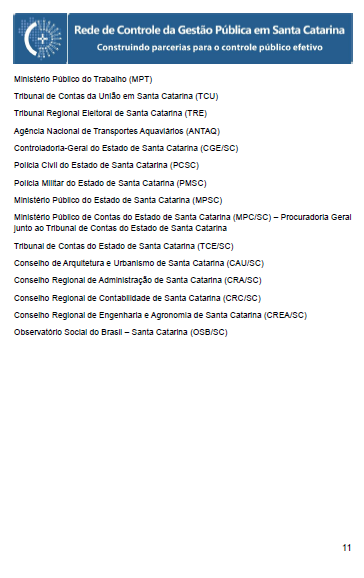 Rede de Controle da Gestão Pública em Santa Catarina
Construindo parcerias para o controle público efetivo
Ministério Público do Trabalho (MPT)
Tribunal de Contas da União em Santa Catarina (TCU)
Tribunal Regional Eleitoral de Santa Catarina (TRE)
Agência Nacional de Transportes Aquaviários (ANTAQ)
Controladoria-Geral do Estado de Santa Catarina (CGE/SC)
Polícia Civil do Estado de Santa Catarina (PCSC)
Polícia Militar do Estado de Santa Catarina (PMSC)
Ministério Público do Estado de Santa Catarina (MPSC)
Ministério Público de Contas do Estado de Santa Catarina (MPC/SC) – Procuradoria Geral
junto ao Tribunal de Contas do Estado de Santa Catarina
Tribunal de Contas do Estado de Santa Catarina (TCE/SC)
Conselho de Arquitetura e Urbanismo de Santa Catarina (CAU/SC)
Conselho Regional de Administração de Santa Catarina (CRA/SC)
Conselho Regional de Contabilidade de Santa Catarina (CRC/SC)
Conselho Regional de Engenharia e Agronomia de Santa Catarina (CREA/SC)
Observatório Social do Brasil – Santa Catarina (OSB/SC)
11